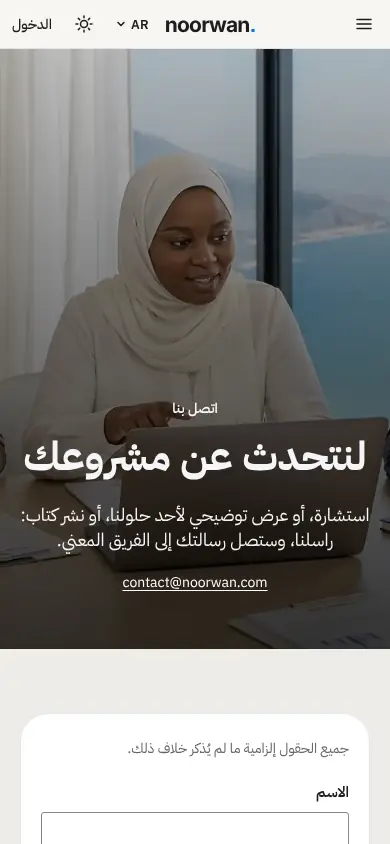 noorwan.
AR
الدخول
اتصل بنا
لنتحدث عن مشروعك
استشارة، أو عرض توضيحي لأحد حلولنا، أو نشر كتاب:
راسلنا، وستصل رسالتك إلى الفريق المعني.
contact@noorwan.com
جميع الحقول إلزامية ما لم يُذكر خلاف ذلك.
الاسم